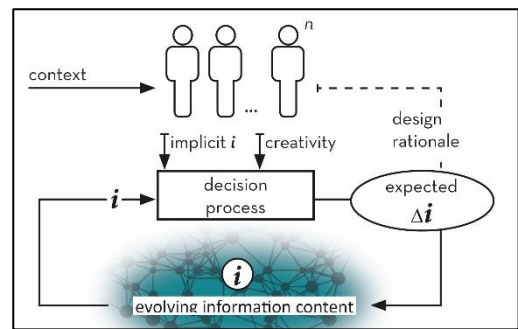 n
context
...
implicit i
creativity
design
rationale
i
decision
process
expected
Δi
i
evolving information content